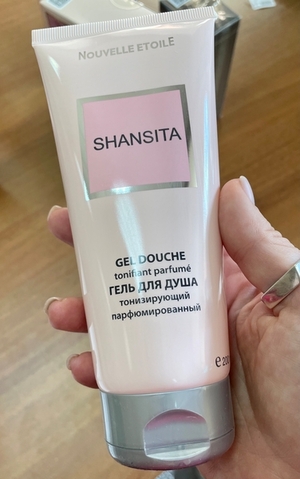 NOUVELLE ETOILE
SHANSITA
GEL DOUCHE
tonifiant parfumé
ГЕЛЬ ДЛЯ ДУША
тонизирующий
парфюмированный